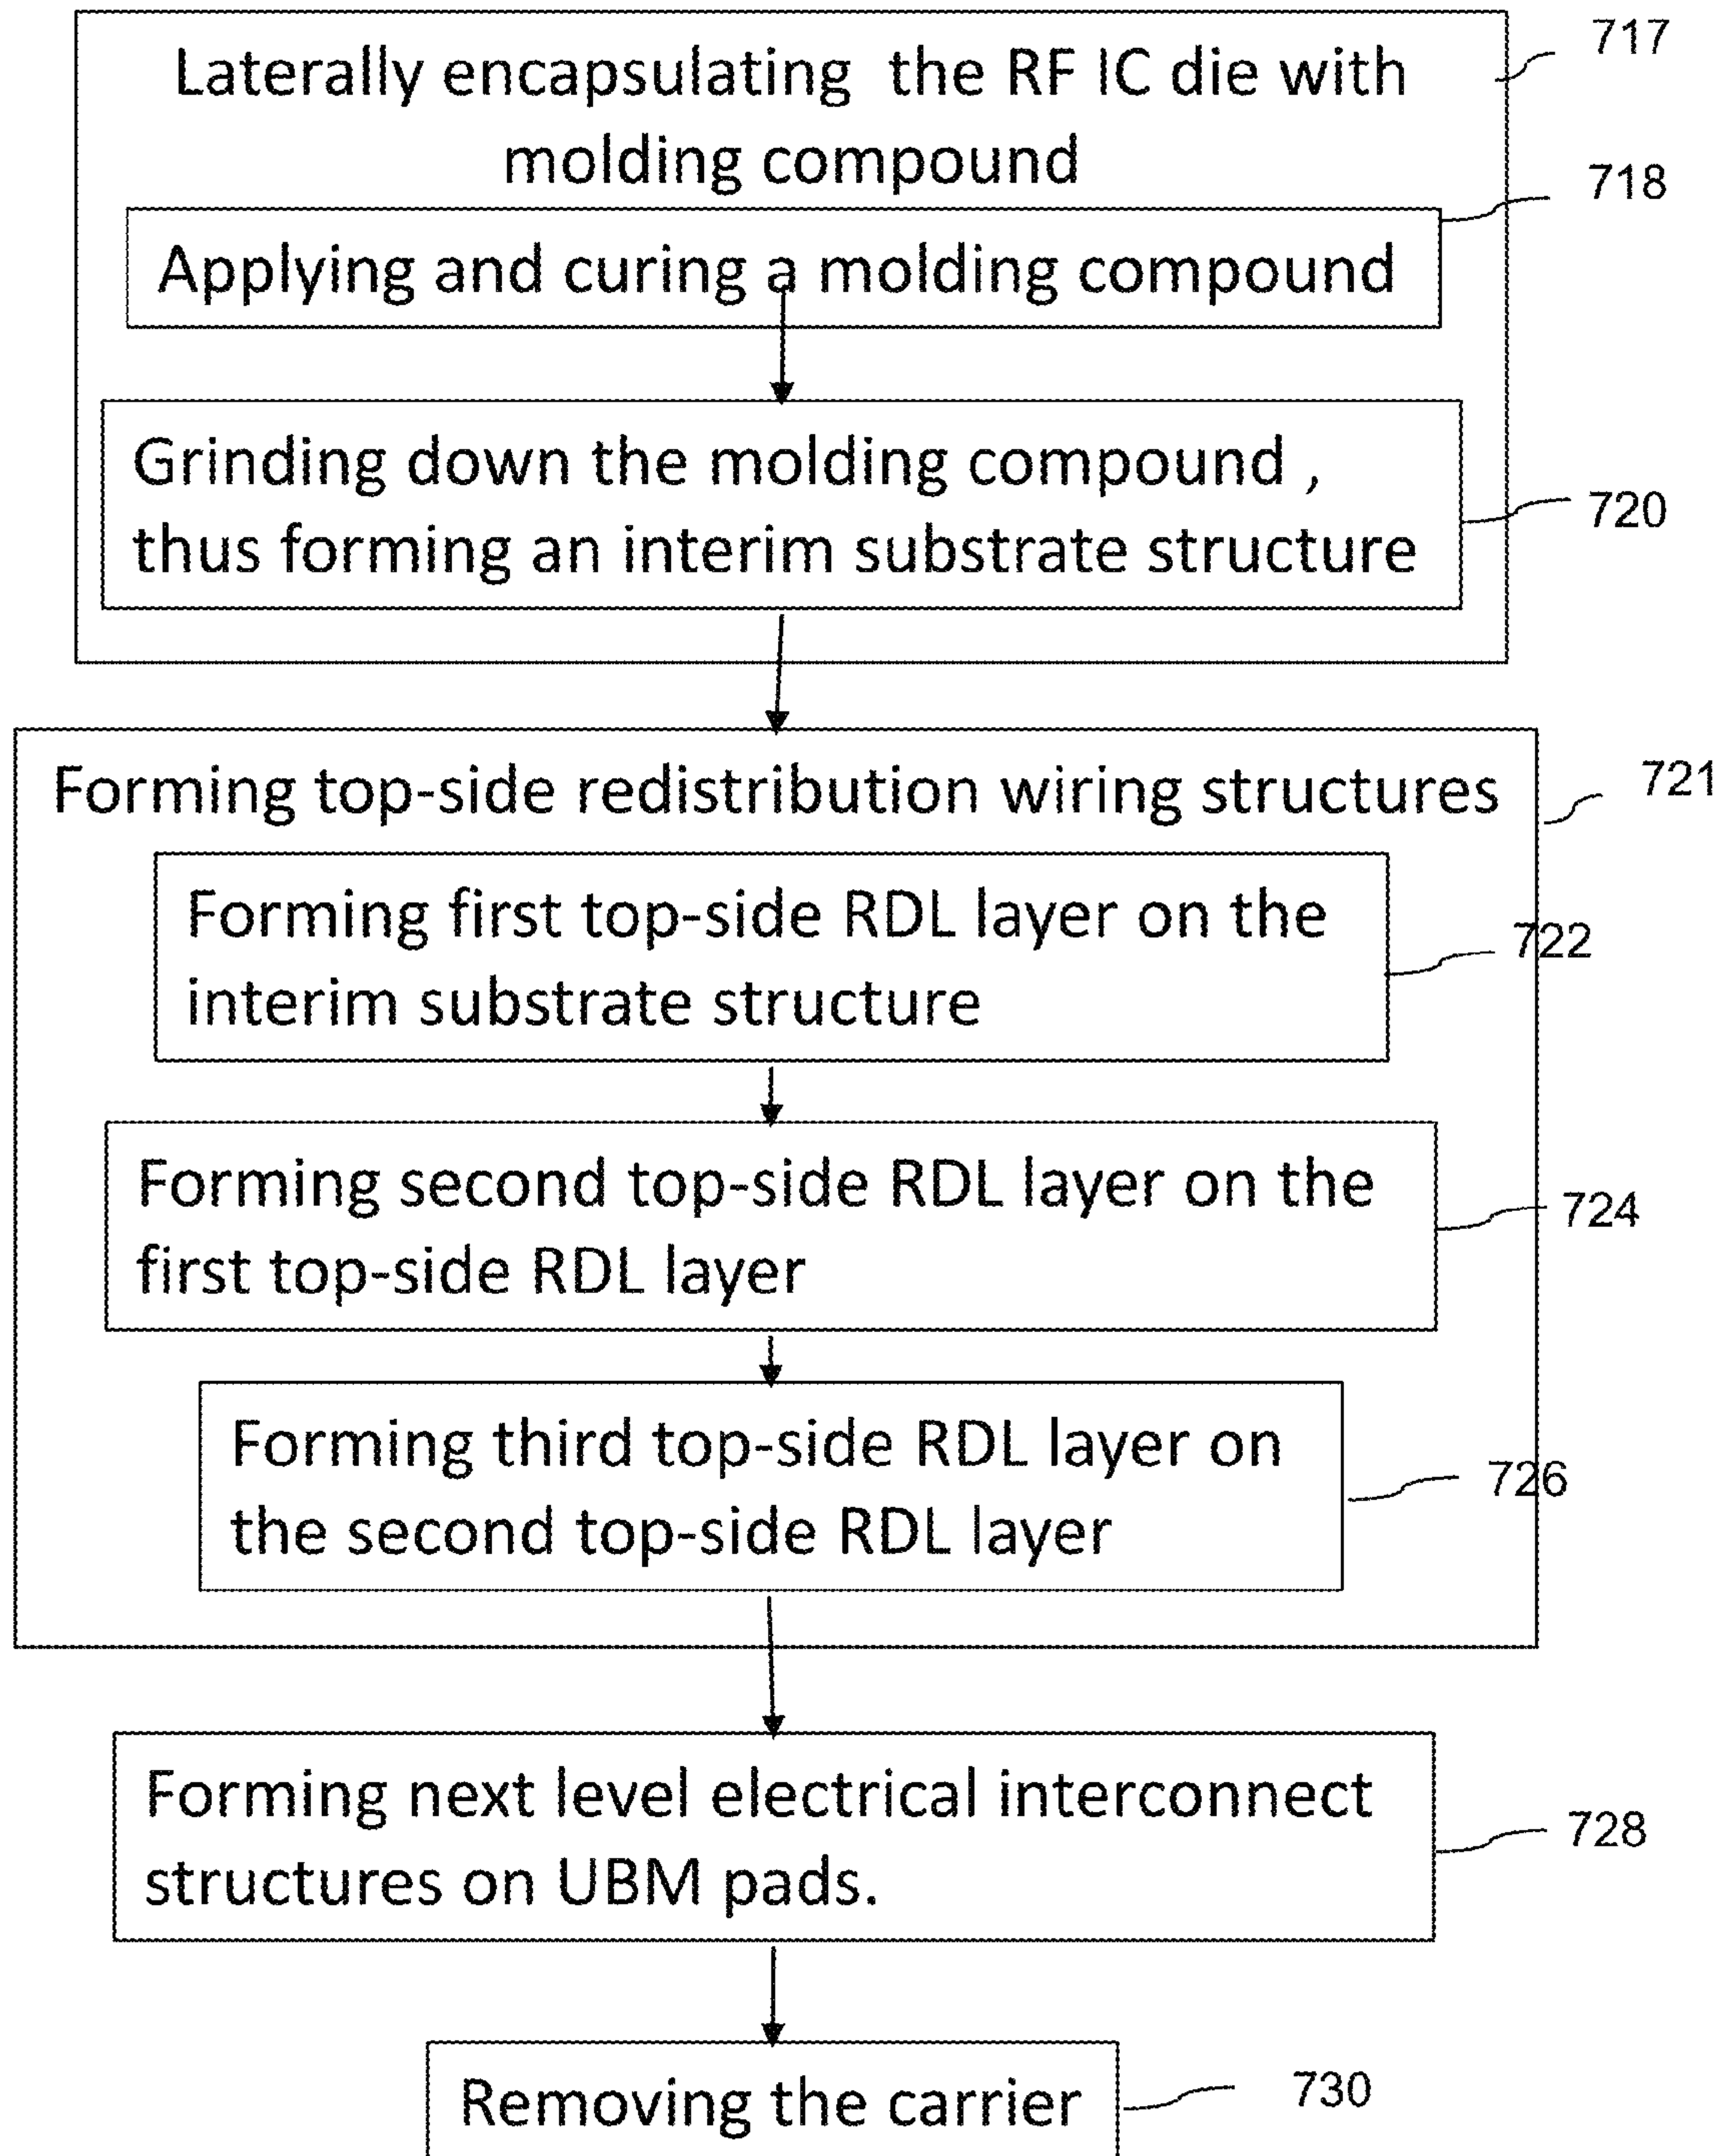 717
Laterally encapsulating  the RF IC die with
molding compound
718
Applying and curing a molding compound
Grinding down the molding compound ,
thus forming an interim substrate structure
720
Forming top-side redistribution wiring structures
721
Forming first top-side RDL layer on the
interim substrate structure
722
Forming second top-side RDL layer on the
first top-side RDL layer
724
Forming third top-side RDL layer on
the second top-side RDL layer
726
Forming next level electrical interconnect
structures on UBM pads.
728
Removing the carrier
730